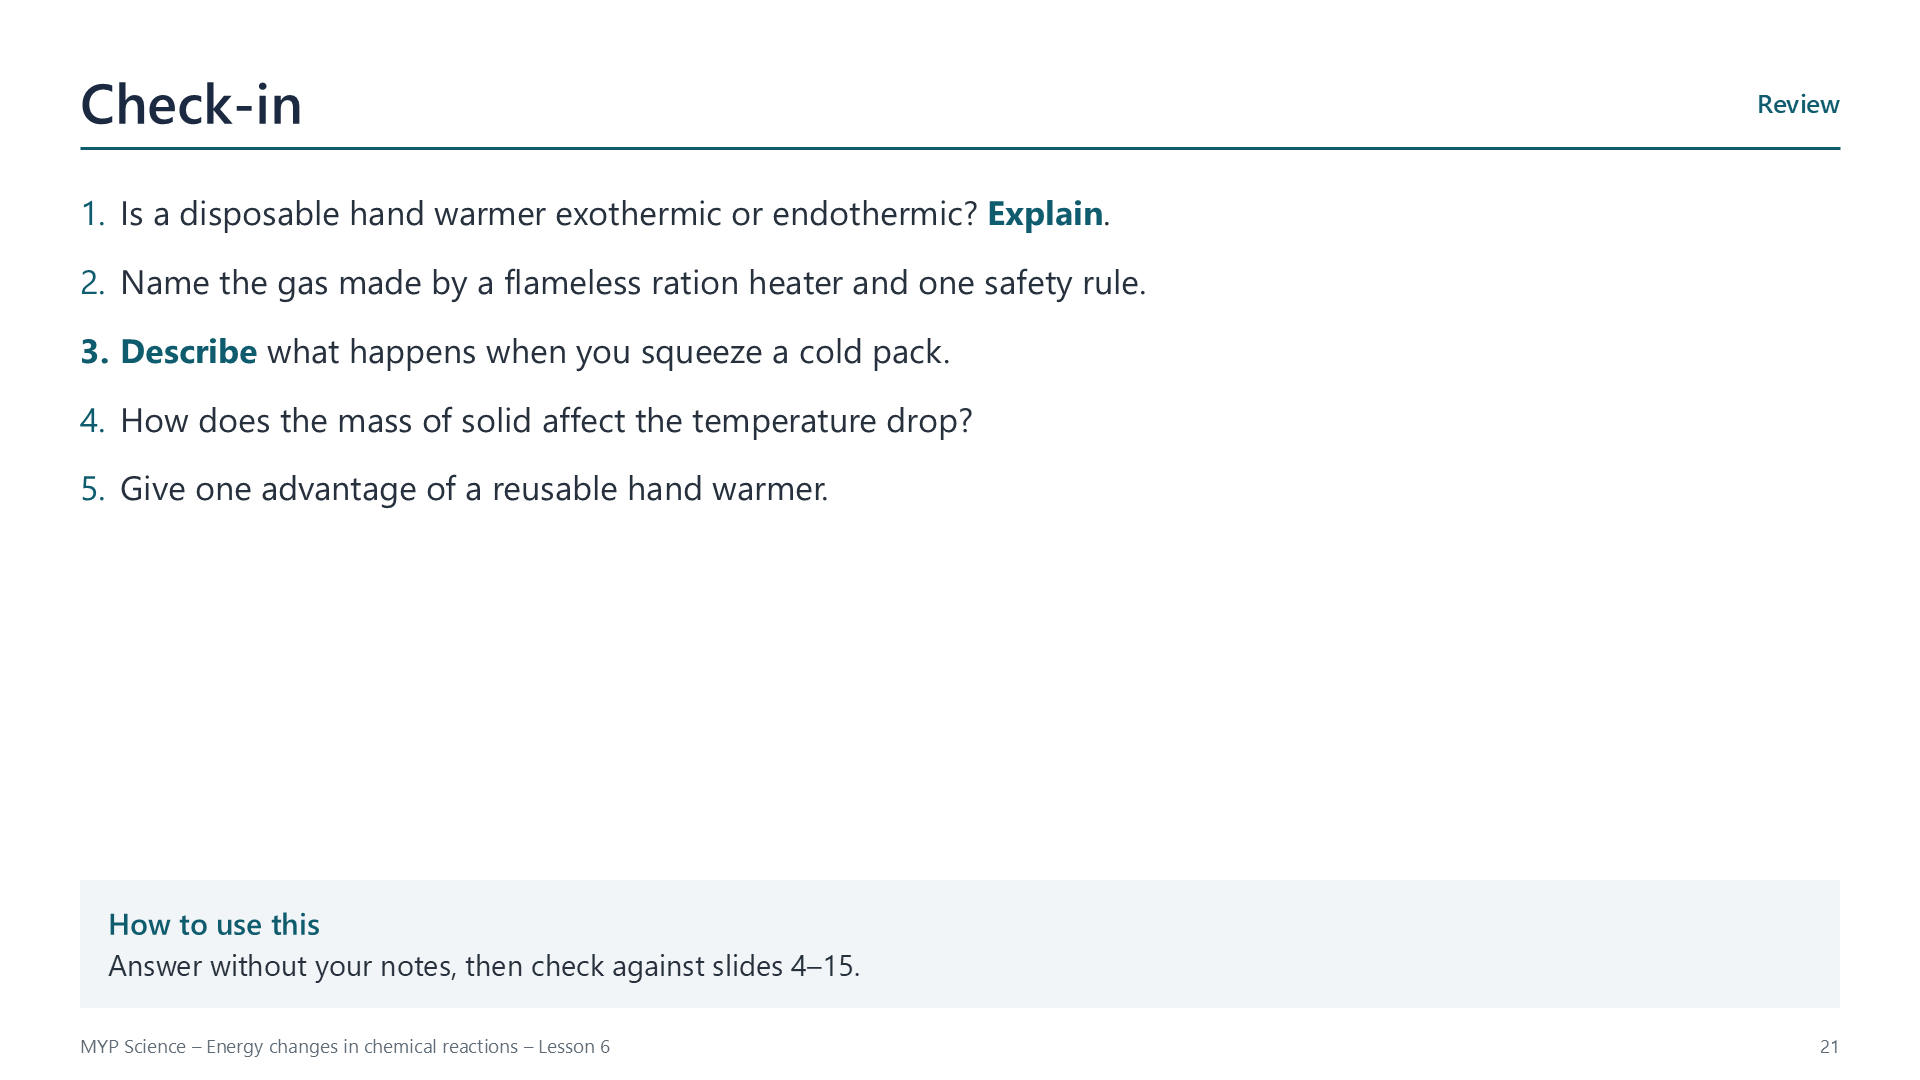 Check-in
Review
1. Is a disposable hand warmer exothermic or endothermic? Explain.
2. Name the gas made by a flameless ration heater and one safety rule.
3. Describe what happens when you squeeze a cold pack.
4. How does the mass of solid affect the temperature drop?
5. Give one advantage of a reusable hand warmer.
How to use this
Answer without your notes, then check against slides 4–15.
MYP Science – Energy changes in chemical reactions – Lesson 6
21